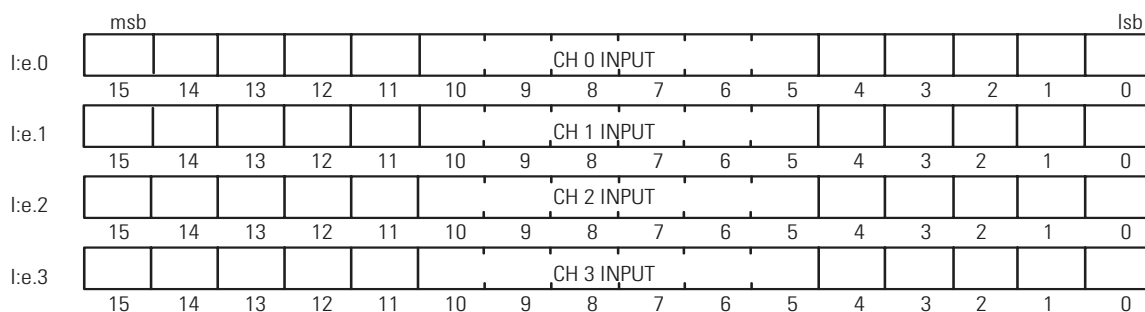 msb lsb
I:e.0 CH 0 INPUT
15 14 13 12 11 10 9 8 7 6 5 4 3 2 1 0
I:e.1 CH 1 INPUT
15 14 13 12 11 10 9 8 7 6 5 4 3 2 1 0
I:e.2 CH 2 INPUT
15 14 13 12 11 10 9 8 7 6 5 4 3 2 1 0
I:e.3 CH 3 INPUT
15 14 13 12 11 10 9 8 7 6 5 4 3 2 1 0